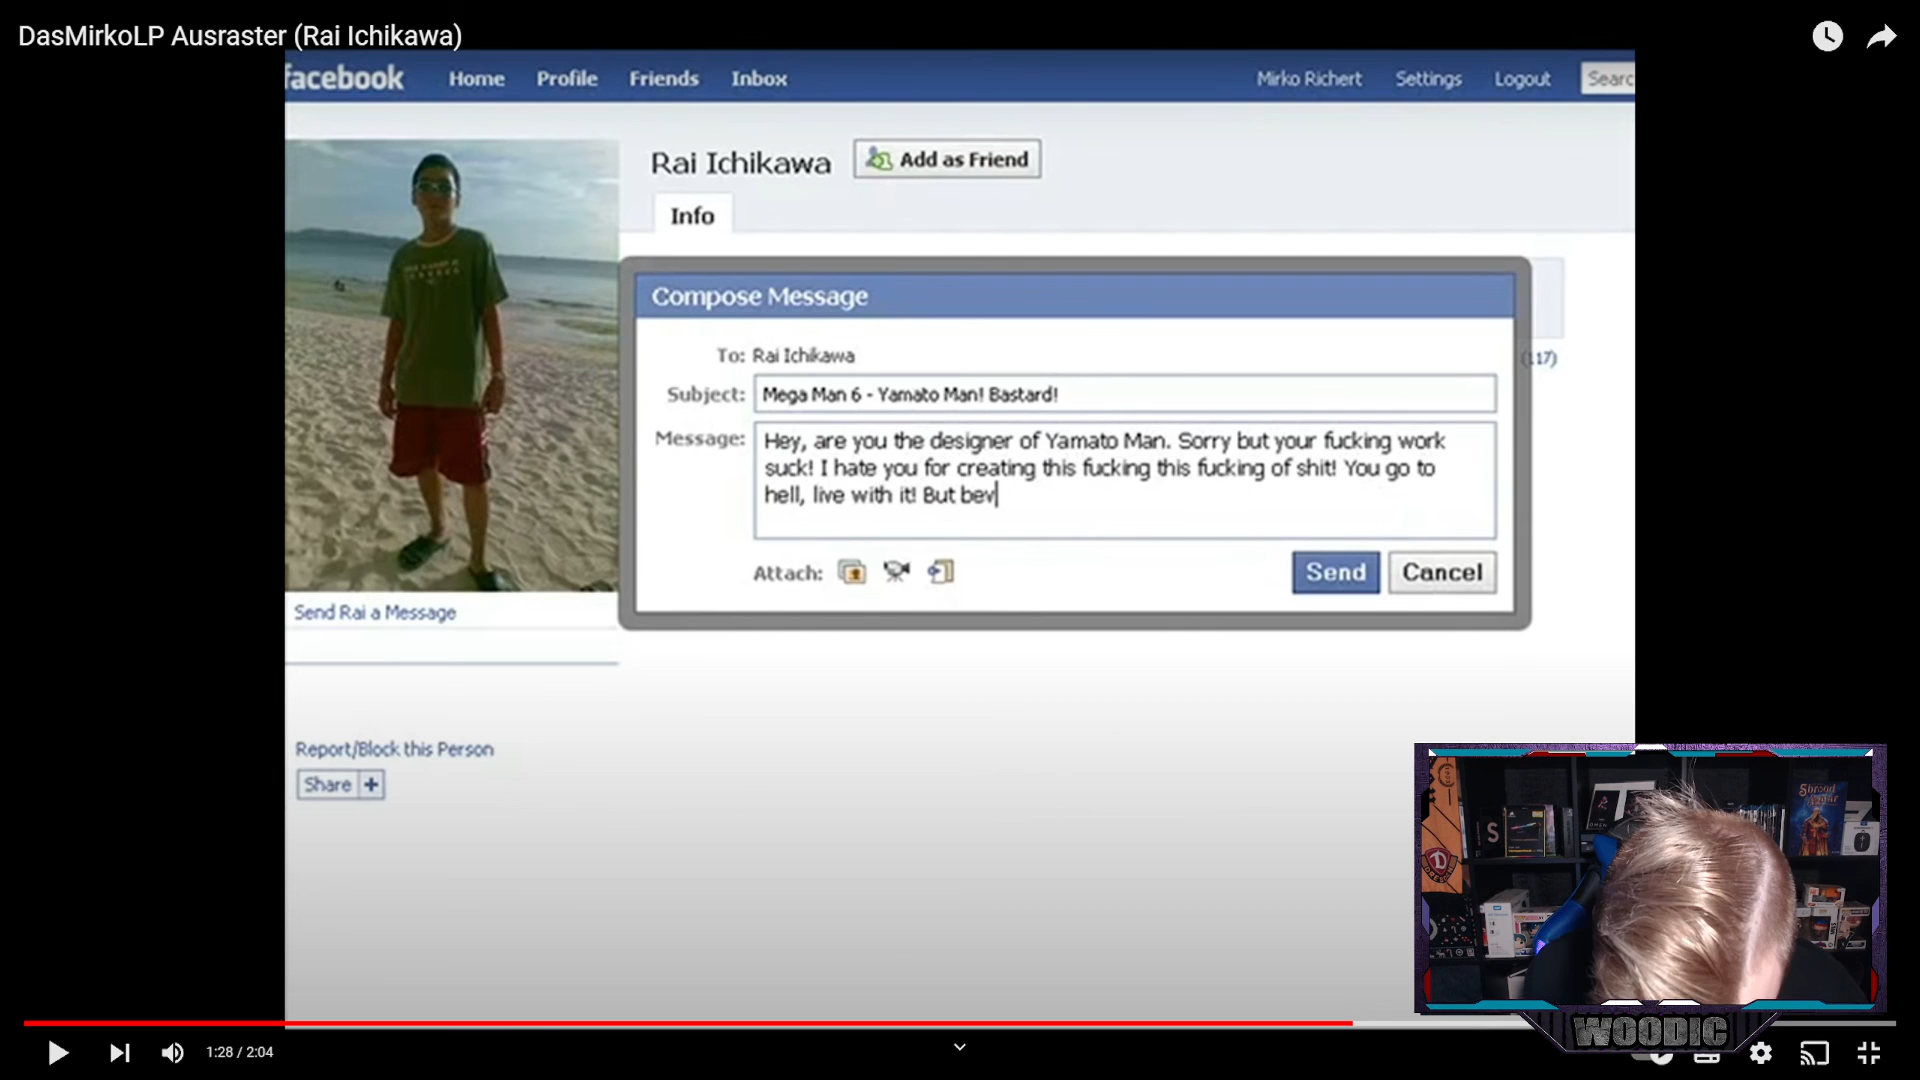 DasMirkoLP Ausraster (Rai Ichikawa)
facebook Home Profile Friends Inbox Mirko Richert Settings Logout Searc
Rai Ichikawa Add as Friend
Info
Compose Message
To: Rai Ichikawa
(117)
Subject: Mega Man 6 - Yamato Man! Bastard!
Message: Hey, are you the designer of Yamato Man. Sorry but your fucking work
suck! I hate you for creating this fucking this fucking of shit! You go to
hell, live with it! But bev
Attach: Send Cancel
Send Rai a Message
Report/Block this Person
Share +
Shroud
S
D
WOODIC
1:28 / 2:04